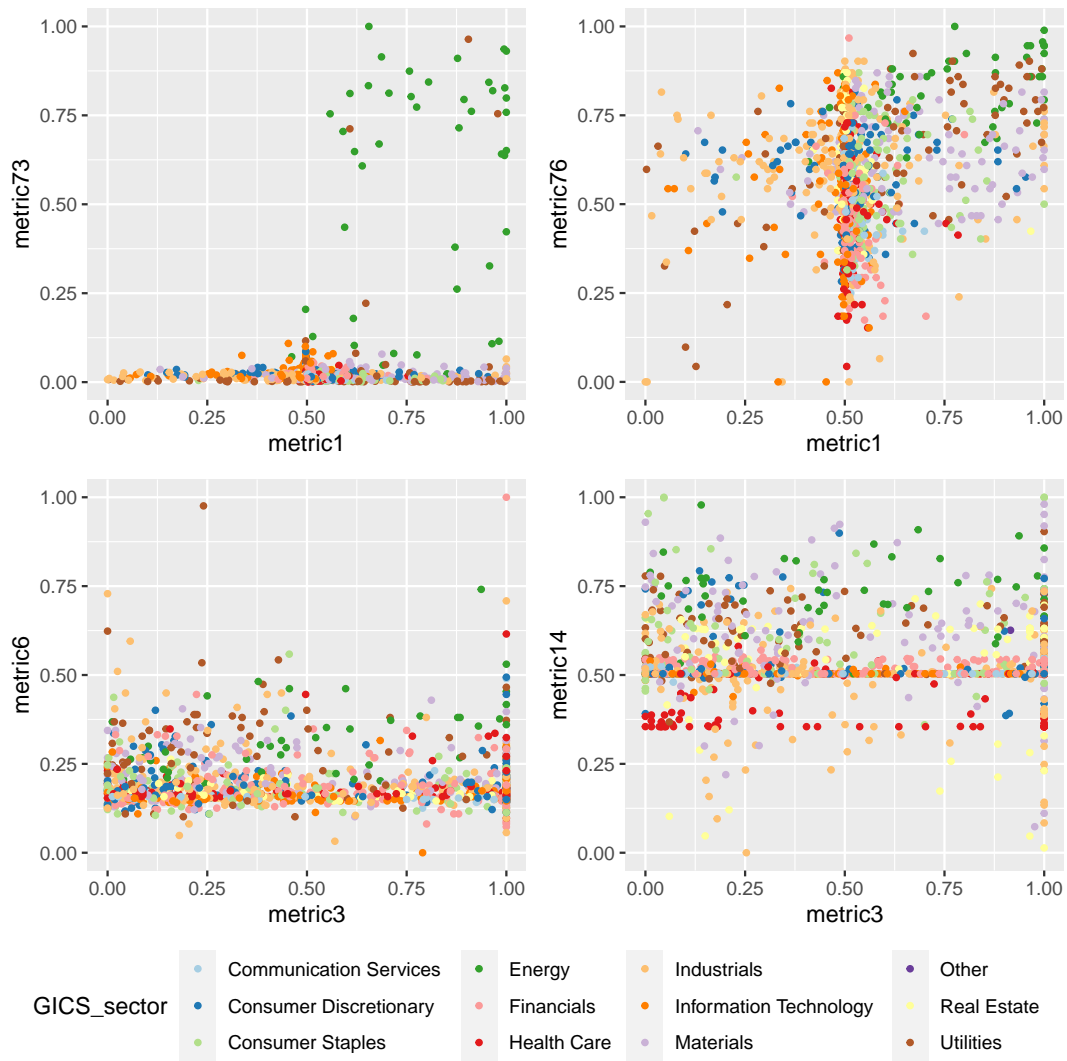 1.00
0.75
0.50
0.25
0.00
metric73
0.00 0.25 0.50 0.75 1.00
metric1
1.00
0.75
0.50
0.25
0.00
metric76
0.00 0.25 0.50 0.75 1.00
metric1
1.00
0.75
0.50
0.25
0.00
metric6
0.00 0.25 0.50 0.75 1.00
metric3
1.00
0.75
0.50
0.25
0.00
metric14
0.00 0.25 0.50 0.75 1.00
metric3
GICS_sector
Communication Services
Consumer Discretionary
Consumer Staples
Energy
Financials
Health Care
Industrials
Information Technology
Materials
Other
Real Estate
Utilities